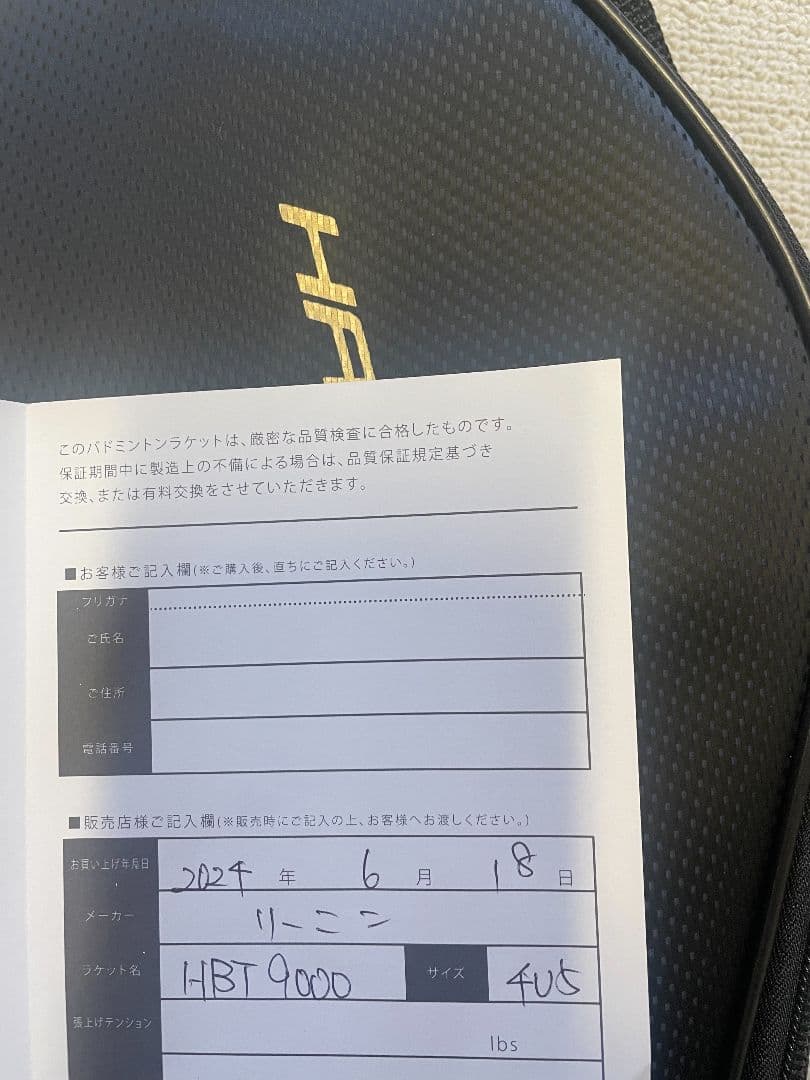 HA
このバドミントンラケットは、厳密な品質検査に合格したものです。
保証期間中に製造上の不備による場合は、品質保証規定基づき
交換、または有料交換をさせていただきます。
■お客様ご記入欄(※ご購入後、直ちにご記入ください。)
フリガナ
ご氏名
ご住所
電話番号
■販売店様ご記入欄(※販売時にご記入の上、お客様へお渡しください。)
お買い上げ年月日 2024 年 6 月 18 日
メーカー リーニン
ラケット名 HBT 9000 サイズ 4U5
張上げテンション lbs